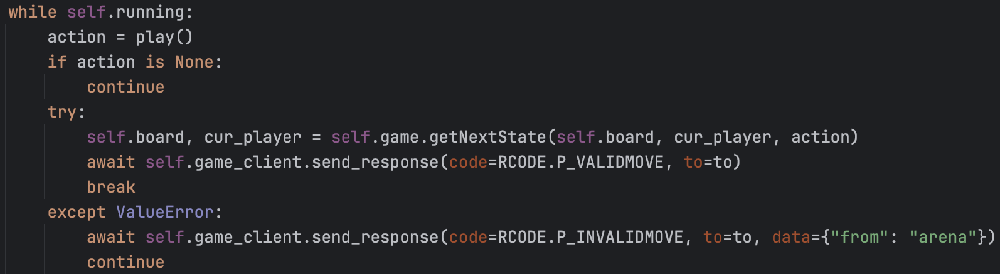 while self.running:
    action = play()
    if action is None:
        continue
    try:
        self.board, cur_player = self.game.getNextState(self.board, cur_player, action)
        await self.game_client.send_response(code=RCODE.P_VALIDMOVE, to=to)
        break
    except ValueError:
        await self.game_client.send_response(code=RCODE.P_INVALIDMOVE, to=to, data={"from": "arena"})
        continue